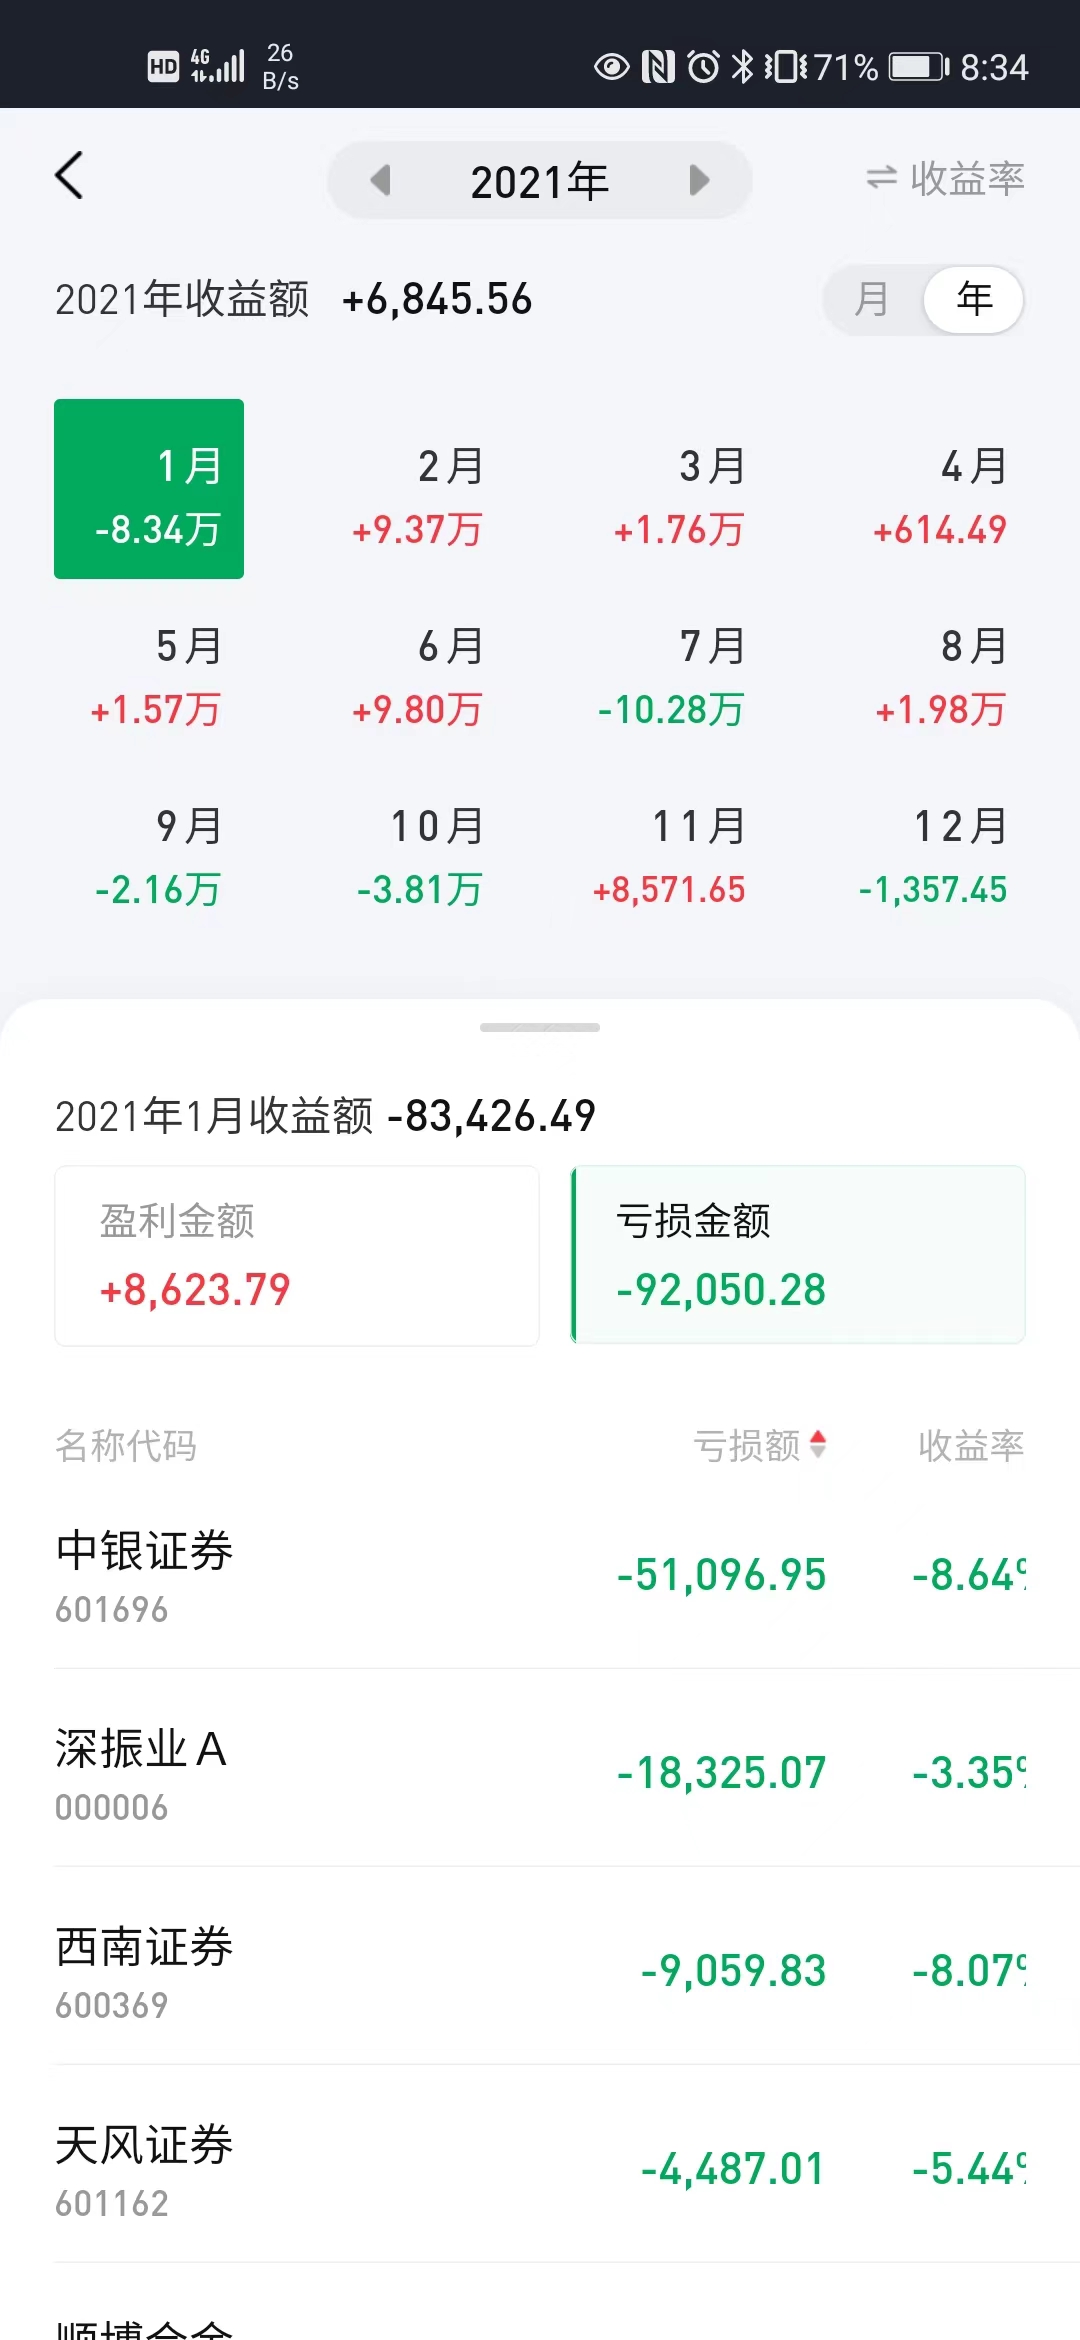 HD 4G 26 B/s 71% 8:34
2021年 收益率
2021年收益额 +6,845.56 月 年
1月 2月 3月 4月
-8.34万 +9.37万 +1.76万 +614.49
5月 6月 7月 8月
+1.57万 +9.80万 -10.28万 +1.98万
9月 10月 11月 12月
-2.16万 -3.81万 +8,571.65 -1,357.45
2021年1月收益额 -83,426.49
盈利金额 亏损金额
+8,623.79 -92,050.28
名称代码 亏损额 收益率
中银证券 -51,096.95 -8.64%
601696
深振业A -18,325.07 -3.35%
000006
西南证券 -9,059.83 -8.07%
600369
天风证券 -4,487.01 -5.44%
601162
顺博合金